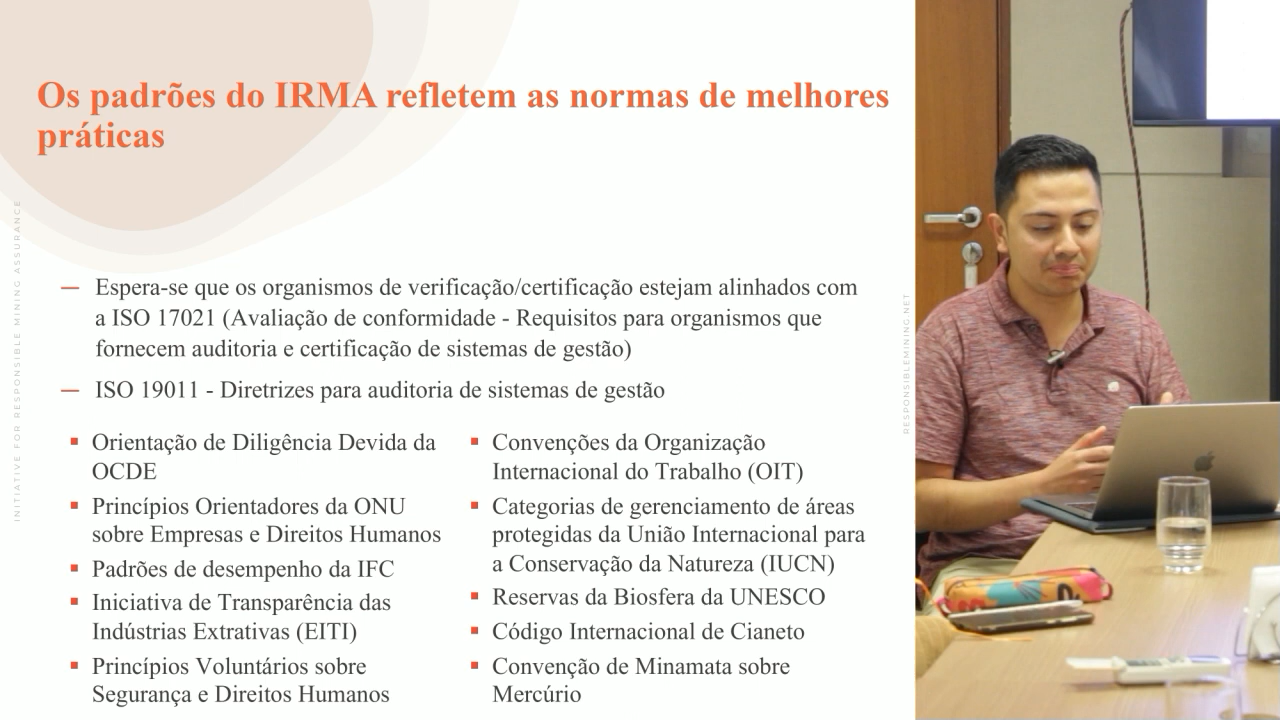 Os padrões do IRMA refletem as normas de melhores
práticas
— Espera-se que os organismos de verificação/certificação estejam alinhados com
a ISO 17021 (Avaliação de conformidade - Requisitos para organismos que
fornecem auditoria e certificação de sistemas de gestão)
— ISO 19011 - Diretrizes para auditoria de sistemas de gestão
▪ Orientação de Diligência Devida da
OCDE
▪ Princípios Orientadores da ONU
sobre Empresas e Direitos Humanos
▪ Padrões de desempenho da IFC
▪ Iniciativa de Transparência das
Indústrias Extrativas (EITI)
▪ Princípios Voluntários sobre
Segurança e Direitos Humanos
▪ Convenções da Organização
Internacional do Trabalho (OIT)
▪ Categorias de gerenciamento de áreas
protegidas da União Internacional para
a Conservação da Natureza (IUCN)
▪ Reservas da Biosfera da UNESCO
▪ Código Internacional de Cianeto
▪ Convenção de Minamata sobre
Mercúrio
INITIATIVE FOR RESPONSIBLE MINING ASSURANCE
RESPONSIBLEMINING.NET